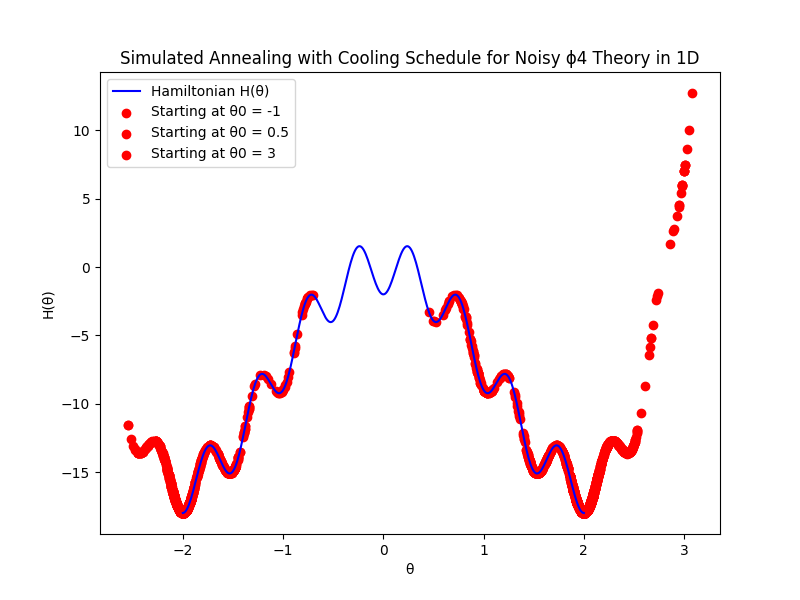 Simulated Annealing with Cooling Schedule for Noisy ϕ4 Theory in 1D
Hamiltonian H(θ)
Starting at θ0 = -1
Starting at θ0 = 0.5
Starting at θ0 = 3
10
5
0
−5
−10
−15
H(θ)
−2
−1
0
1
2
3
θ